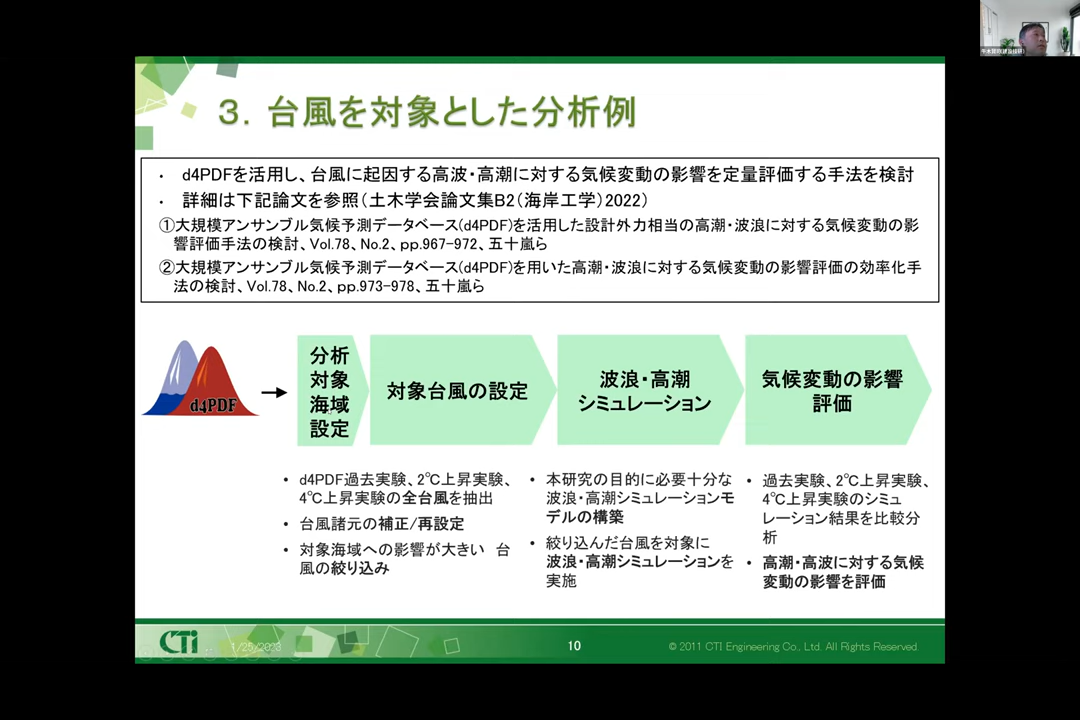 3．台風を対象とした分析例
・ d4PDFを活用し、台風に起因する高波・高潮に対する気候変動の影響を定量評価する手法を検討
・ 詳細は下記論文を参照（土木学会論文集B2（海岸工学）2022）
①大規模アンサンブル気候予測データベース(d4PDF)を活用した設計外力相当の高潮・波浪に対する気候変動の影
響評価手法の検討、Vol.78、No.2、pp.967-972、五十嵐ら
②大規模アンサンブル気候予測データベース(d4PDF)を用いた高潮・波浪に対する気候変動の影響評価の効率化手
法の検討、Vol.78、No.2、pp.973-978、五十嵐ら
d4PDF
分析
対象
海域
設定
対象台風の設定
波浪・高潮
シミュレーション
気候変動の影響
評価
• d4PDF過去実験、2℃上昇実験、
4℃上昇実験の全台風を抽出
• 台風諸元の補正/再設定
• 対象海域への影響が大きい 台
風の絞り込み
• 本研究の目的に必要十分な
波浪・高潮シミュレーションモ
デルの構築
• 絞り込んだ台風を対象に
波浪・高潮シミュレーションを
実施
• 過去実験、2℃上昇実験、
4℃上昇実験のシミュ
レーション結果を比較分
析
• 高潮・高波に対する気候
変動の影響を評価
CTi
1/25/2023
10
© 2011 CTI Engineering Co., Ltd. All Rights Reserved.